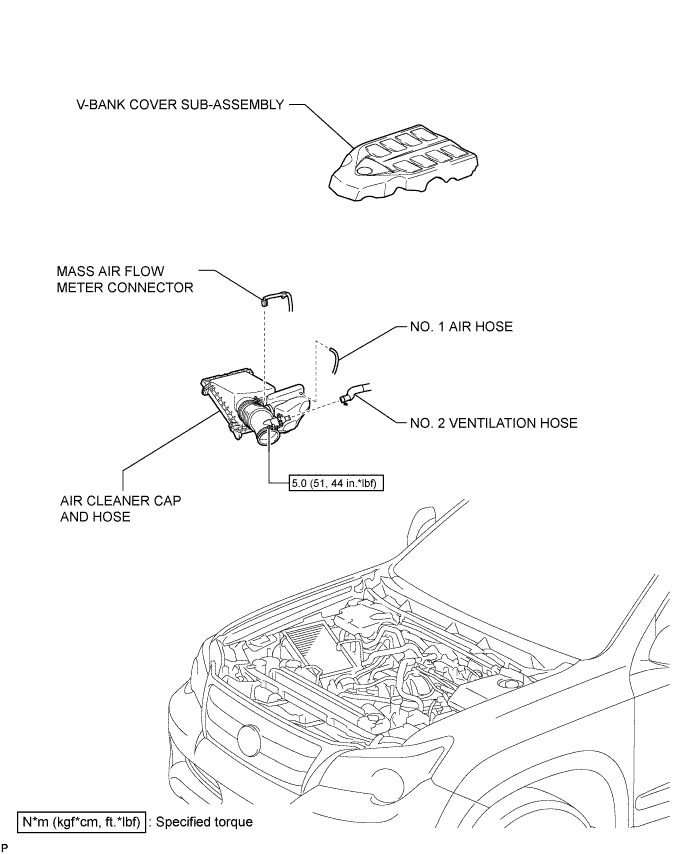 V-BANK COVER SUB-ASSEMBLY
MASS AIR FLOW
METER CONNECTOR
NO. 1 AIR HOSE
NO. 2 VENTILATION HOSE
5.0 (51, 44 in.*lbf)
AIR CLEANER CAP
AND HOSE
N*m (kgf*cm, ft.*lbf) : Specified torque
P